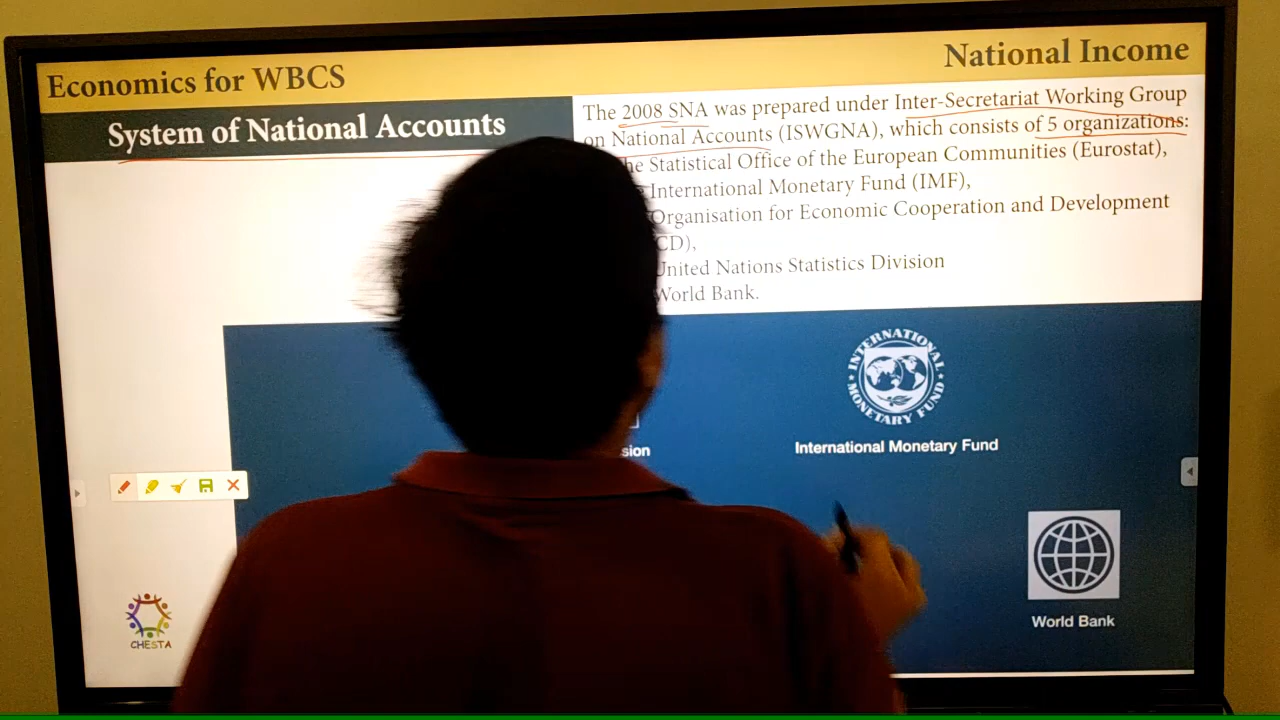 Economics for WBCS
National Income
System of National Accounts
The 2008 SNA was prepared under Inter-Secretariat Working Group
on National Accounts (ISWGNA), which consists of 5 organizations:
Statistical Office of the European Communities (Eurostat),
International Monetary Fund (IMF),
Organisation for Economic Cooperation and Development
CD),
United Nations Statistics Division
World Bank.
INTERNATIONAL MONETARY FUND
sion
International Monetary Fund
World Bank
CHESTA